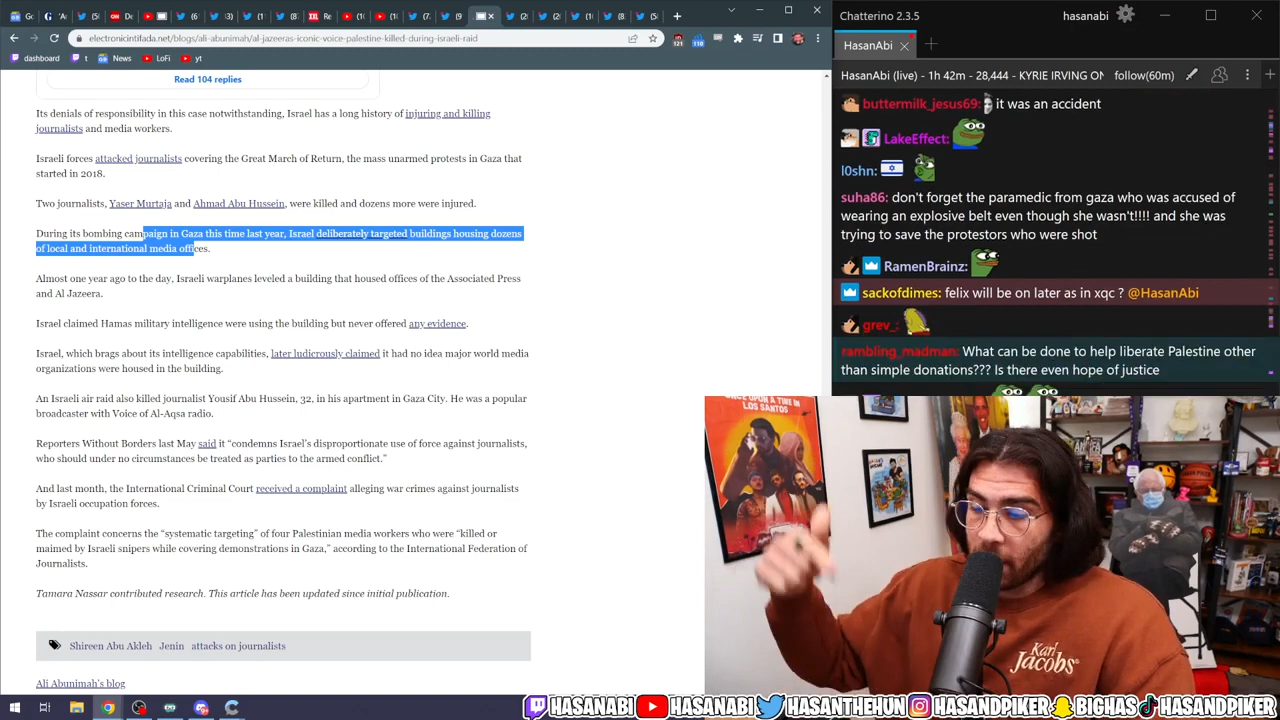 Chatterino 2.3.5
hasanabi
electronicintifada.net/blogs/ali-abunimah/al-jazeeras-iconic-voice-palestine-killed-during-israeli-raid
dashboard
News
LoFi
yt
HasanAbi
HasanAbi (live) - 1h 42m - 28,444 - KYRIE IRVING ON
follow(60m)
Read 104 replies
Its denials of responsibility in this case notwithstanding, Israel has a long history of injuring and killing
journalists and media workers.
Israeli forces attacked journalists covering the Great March of Return, the mass unarmed protests in Gaza that
started in 2018.
Two journalists, Yaser Murtaja and Ahmad Abu Hussein, were killed and dozens more were injured.
During its bombing campaign in Gaza this time last year, Israel deliberately targeted buildings housing dozens
of local and international media offices.
Almost one year ago to the day, Israeli warplanes leveled a building that housed offices of the Associated Press
and Al Jazeera.
Israel claimed Hamas military intelligence were using the building but never offered any evidence.
Israel, which brags about its intelligence capabilities, later ludicrously claimed it had no idea major world media
organizations were housed in the building.
An Israeli air raid also killed journalist Yousif Abu Hussein, 32, in his apartment in Gaza City. He was a popular
broadcaster with Voice of Al-Aqsa radio.
Reporters Without Borders last May said it “condemns Israel’s disproportionate use of force against journalists,
who should under no circumstances be treated as parties to the armed conflict.”
And last month, the International Criminal Court received a complaint alleging war crimes against journalists
by Israeli occupation forces.
The complaint concerns the “systematic targeting” of four Palestinian media workers who were “killed or
maimed by Israeli snipers while covering demonstrations in Gaza,” according to the International Federation of
Journalists.
Tamara Nassar contributed research. This article has been updated since initial publication.
Shireen Abu Akleh Jenin attacks on journalists
Ali Abunimah's blog
buttermilk_jesus69: it was an accident
LakeEffect:
l0shn:
suha86: don't forget the paramedic from gaza who was accused of
wearing an explosive belt even though she wasn't!!!! and she was
trying to save the protestors who were shot
RamenBrainz:
sackofdimes: felix will be on later as in xqc ? @HasanAbi
grev_:
rambling_madman: What can be done to help liberate Palestine other
than simple donations??? Is there even hope of justice
LOS SANTOS
Karl
Jacobs
HASANABI
HASANABI
HASANTHEHUN
HASANDPIKER
BIGHAS
HASANDPIKER